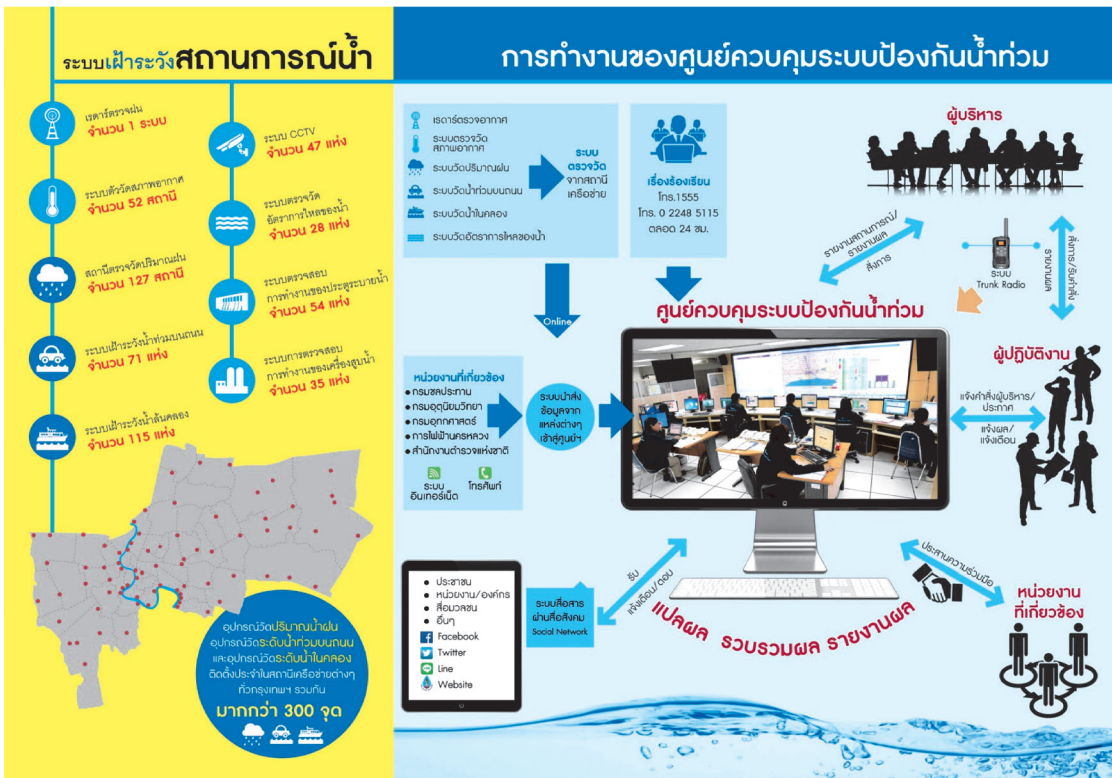 ระบบเฝ้าระวังสถานการณ์น้ำ
เรดาร์ตรวจฝน
จำนวน 1 ระบบ
ระบบตัววัดสภาพอากาศ
จำนวน 52 สถานี
สถานีตรวจวัดปริมาณฝน
จำนวน 127 สถานี
ระบบเฝ้าระวังน้ำท่วมบนถนน
จำนวน 71 แห่ง
ระบบเฝ้าระวังน้ำล้นคลอง
จำนวน 115 แห่ง
ระบบ CCTV
จำนวน 47 แห่ง
ระบบตรวจวัด
อัตราการไหลของน้ำ
จำนวน 28 แห่ง
ระบบตรวจสอบ
การทำงานของประตูระบายน้ำ
จำนวน 54 แห่ง
ระบบการตรวจสอบ
การทำงานของเครื่องสูบน้ำ
จำนวน 35 แห่ง
อุปกรณ์วัดปริมาณน้ำฝน
อุปกรณ์วัดระดับน้ำท่วมบนถนน
และอุปกรณ์วัดระดับน้ำในคลอง
ติดตั้งประจำในสถานีเครือข่ายต่างๆ
ทั่วกรุงเทพฯ รวมกัน
มากกว่า 300 จุด
การทำงานของศูนย์ควบคุมระบบป้องกันน้ำท่วม
เรดาร์ตรวจอากาศ
ระบบตรวจวัด
สภาพอากาศ
ระบบวัดปริมาณฝน
ระบบวัดน้ำท่วมบนถนน
ระบบวัดน้ำในคลอง
ระบบวัดอัตราการไหลของน้ำ
ระบบ
ตรวจวัด
จากสถานี
เครือข่าย
เรื่องร้องเรียน
โทร.1555
โทร. 0 2248 5115
ตลอด 24 ชม.
ผู้บริหาร
รายงานสถานการณ์/
รายงานผล
สั่งการ
ระบบ
Trunk Radio
สั่งการ/รับคำสั่ง
รายงานผล
Online
ศูนย์ควบคุมระบบป้องกันน้ำท่วม
ผู้ปฏิบัติงาน
หน่วยงานที่เกี่ยวข้อง
• กรมชลประทาน
• กรมอุตุนิยมวิทยา
• กรมอุทกศาสตร์
• การไฟฟ้านครหลวง
• สำนักงานตำรวจแห่งชาติ
ระบบ
อินเทอร์เน็ต
โทรศัพท์
ระบบนำส่ง
ข้อมูลจาก
แหล่งต่างๆ
เข้าสู่ศูนย์ฯ
แจ้งคำสั่งผู้บริหาร/
ประกาศ
แจ้งผล/
แจ้งเตือน
• ประชาชน
• หน่วยงาน/องค์กร
• สื่อมวลชน
• อื่นๆ
Facebook
Twitter
Line
Website
ระบบสื่อสาร
ผ่านสื่อสังคม
Social Network
รับ
แจ้งเตือน/ตอบ
แปลผล รวบรวมผล รายงานผล
ประสานความร่วมมือ
หน่วยงาน
ที่เกี่ยวข้อง